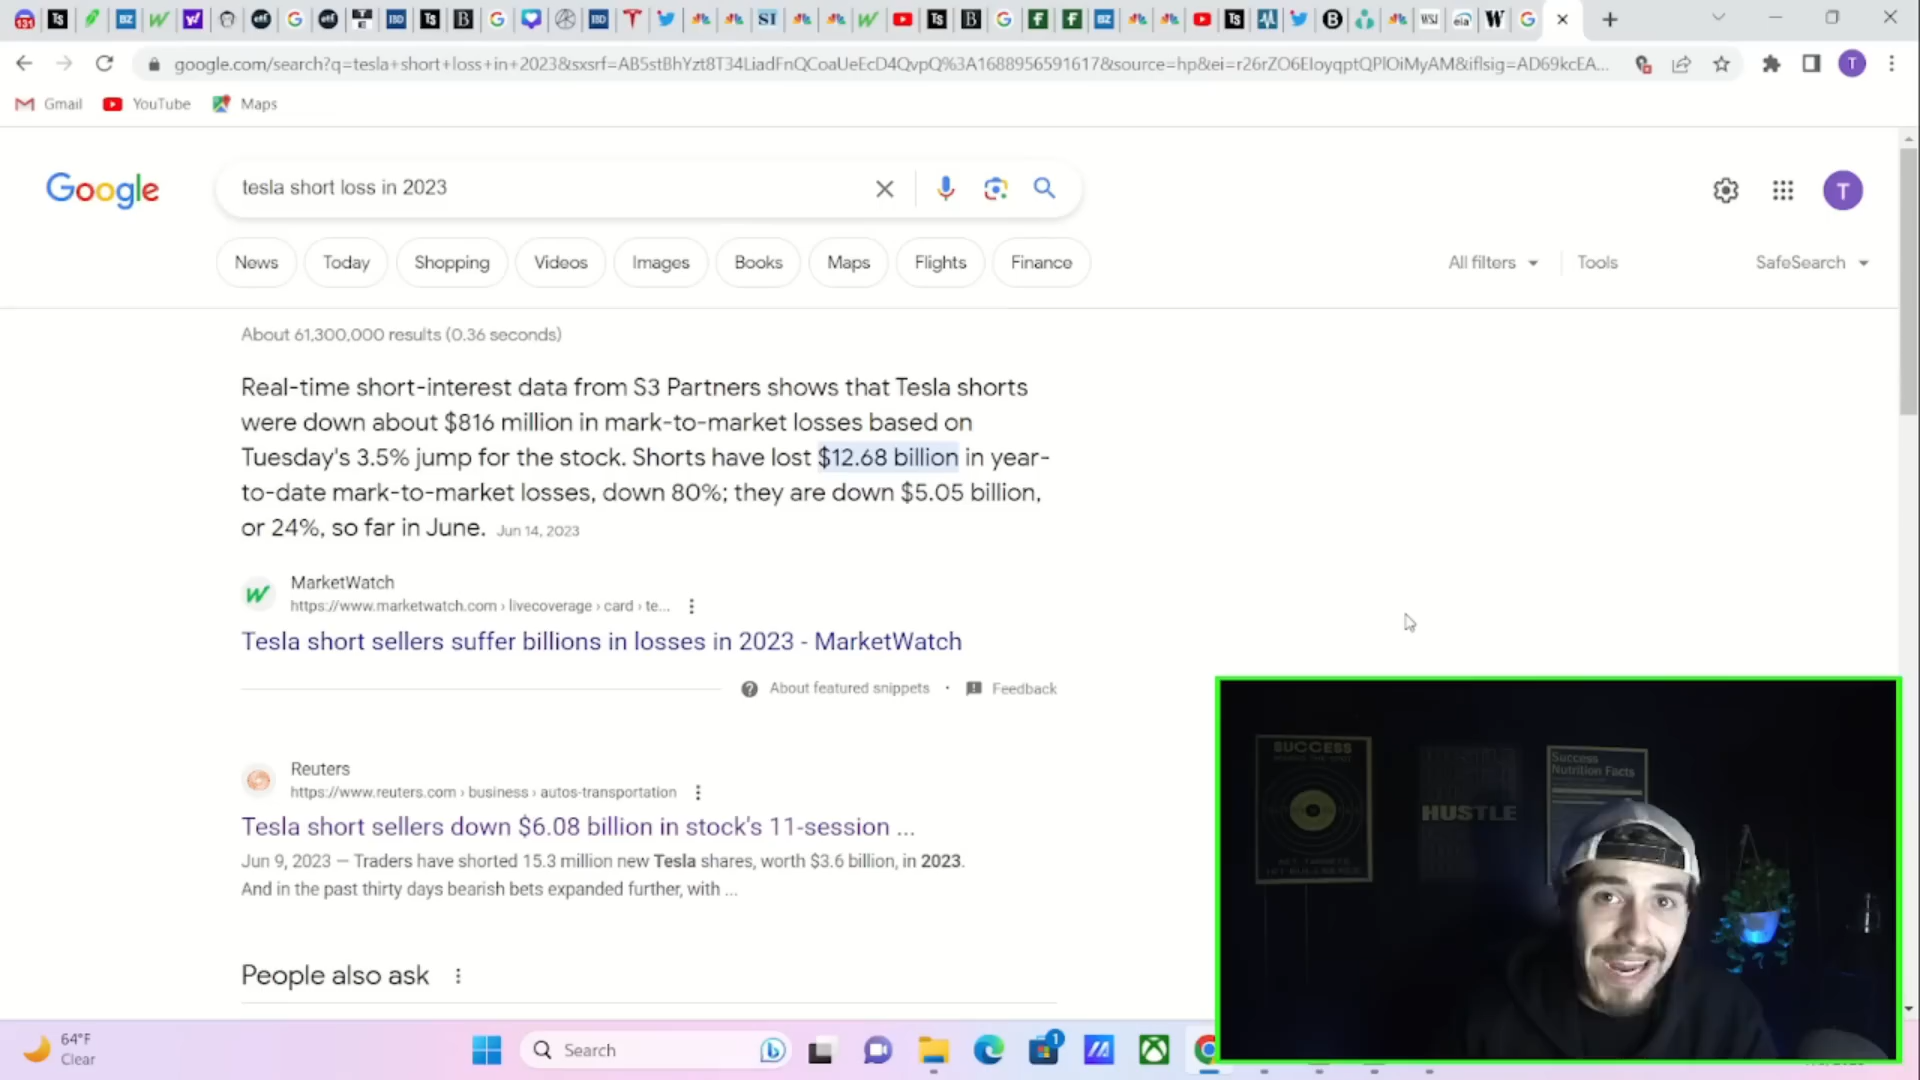 131
google.com/search?q=tesla+short+loss+in+2023&sxsrf=AB5stBhYzt8T34LiadFnQCoaUeEcD4QvpQ%3A1688956591617&source=hp&ei=r26rZO6EIoyqptQPlOiMyAM&iflsig=AD69kcEA...
T
Gmail YouTube Maps
Google
tesla short loss in 2023
T
News Today Shopping Videos Images Books Maps Flights Finance All filters Tools SafeSearch
About 61,300,000 results (0.36 seconds)
Real-time short-interest data from S3 Partners shows that Tesla shorts
were down about $816 million in mark-to-market losses based on
Tuesday's 3.5% jump for the stock. Shorts have lost $12.68 billion in year-
to-date mark-to-market losses, down 80%; they are down $5.05 billion,
or 24%, so far in June. Jun 14, 2023
MarketWatch
https://www.marketwatch.com › livecoverage › card › te...
Tesla short sellers suffer billions in losses in 2023 - MarketWatch
About featured snippets • Feedback
Reuters
https://www.reuters.com › business › autos-transportation
Tesla short sellers down $6.08 billion in stock's 11-session ...
Jun 9, 2023 — Traders have shorted 15.3 million new Tesla shares, worth $3.6 billion, in 2023.
And in the past thirty days bearish bets expanded further, with ...
People also ask
SUCCESS
HUSTLE
Success
Nutrition Facts
64°F
Clear
Search
1